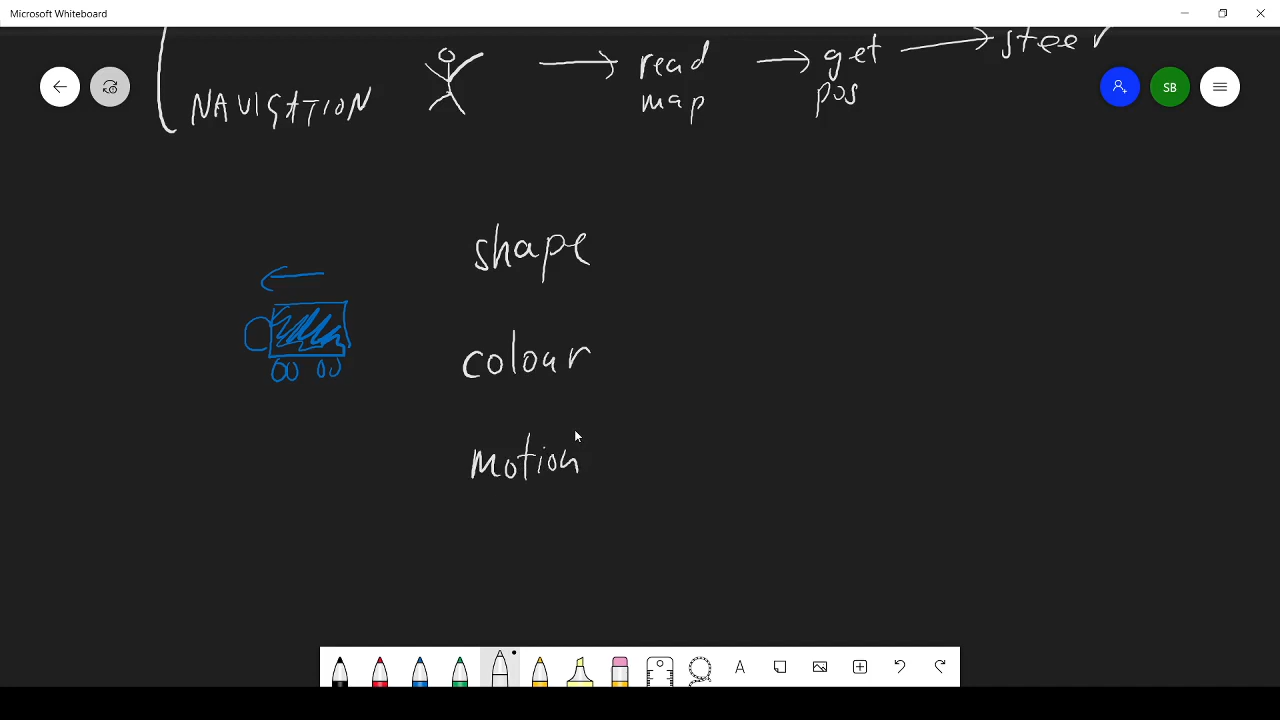 Microsoft Whiteboard
steer
read get
NAVIGATION map pos
SB
shape
colour
motion
A